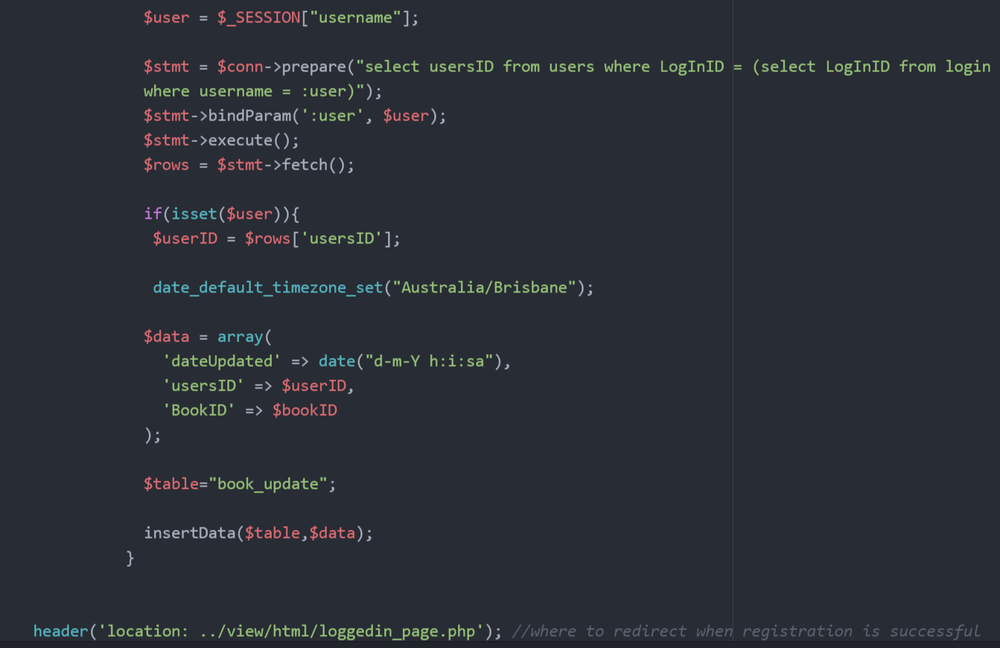 $user = $_SESSION["username"];
$stmt = $conn->prepare("select usersID from users where LogInID = (select LogInID from login
where username = :user)");
$stmt->bindParam(':user', $user);
$stmt->execute();
$rows = $stmt->fetch();
if(isset($user)){
$userID = $rows['usersID'];
date_default_timezone_set("Australia/Brisbane");
$data = array(
'dateUpdated' => date("d-m-Y h:i:sa"),
'usersID' => $userID,
'BookID' => $bookID
);
$table="book_update";
insertData($table,$data);
}
header('location: ../view/html/loggedin_page.php'); //where to redirect when registration is successful